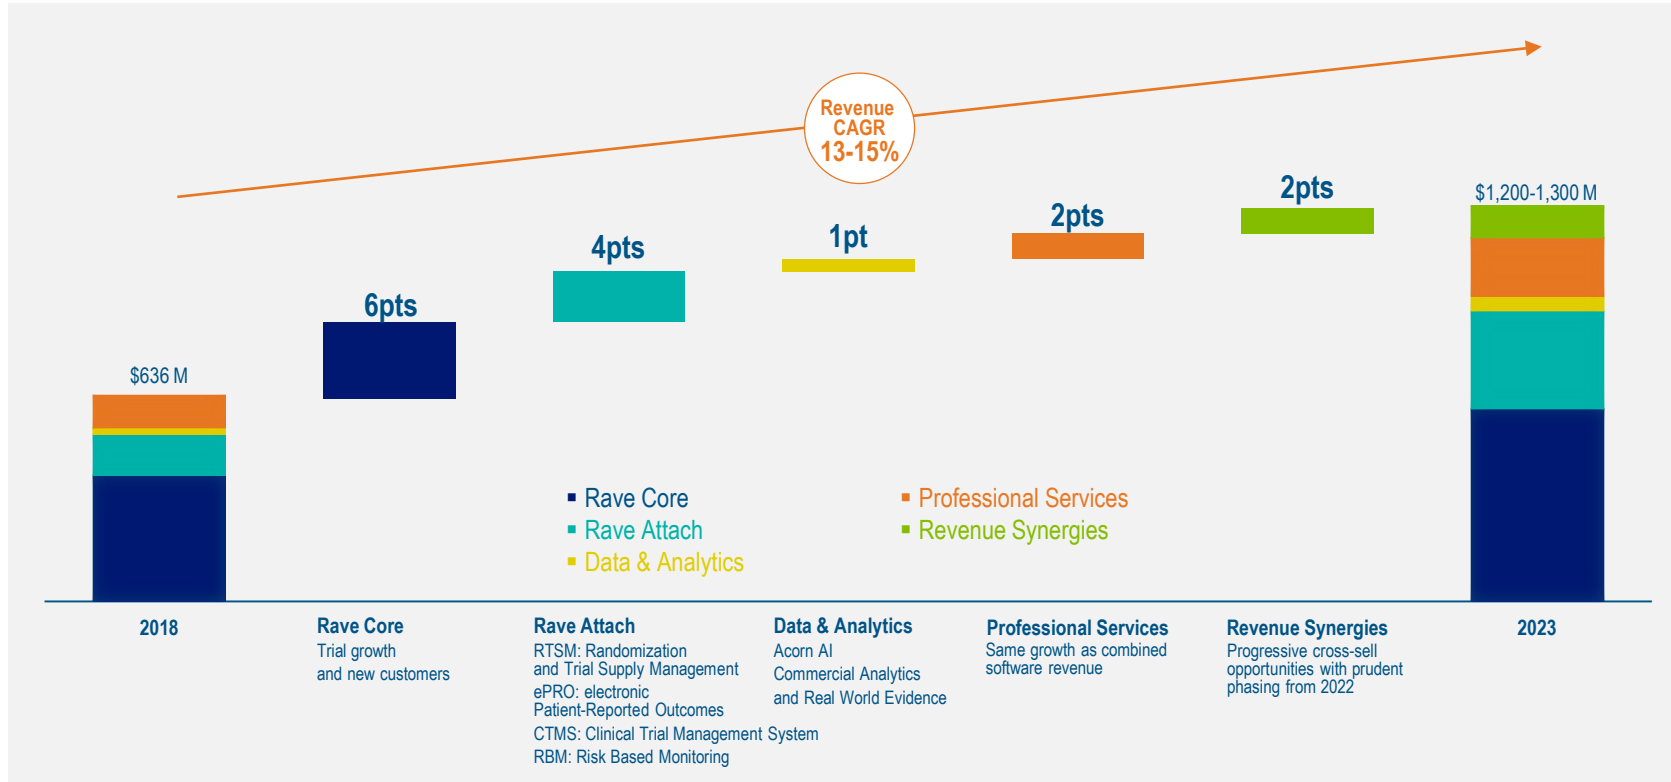 Revenue
CAGR
13-15%
$636 M
6pts
4pts
1pt
2pts
2pts
$1,200-1,300 M
Rave Core
Rave Attach
Data & Analytics
Professional Services
Revenue Synergies
2018
Rave Core
Trial growth
and new customers
Rave Attach
RTSM: Randomization
and Trial Supply Management
ePRO: electronic
Patient-Reported Outcomes
CTMS: Clinical Trial Management System
RBM: Risk Based Monitoring
Data & Analytics
Acorn AI
Commercial Analytics
and Real World Evidence
Professional Services
Same growth as combined
software revenue
Revenue Synergies
Progressive cross-sell
opportunities with prudent
phasing from 2022
2023